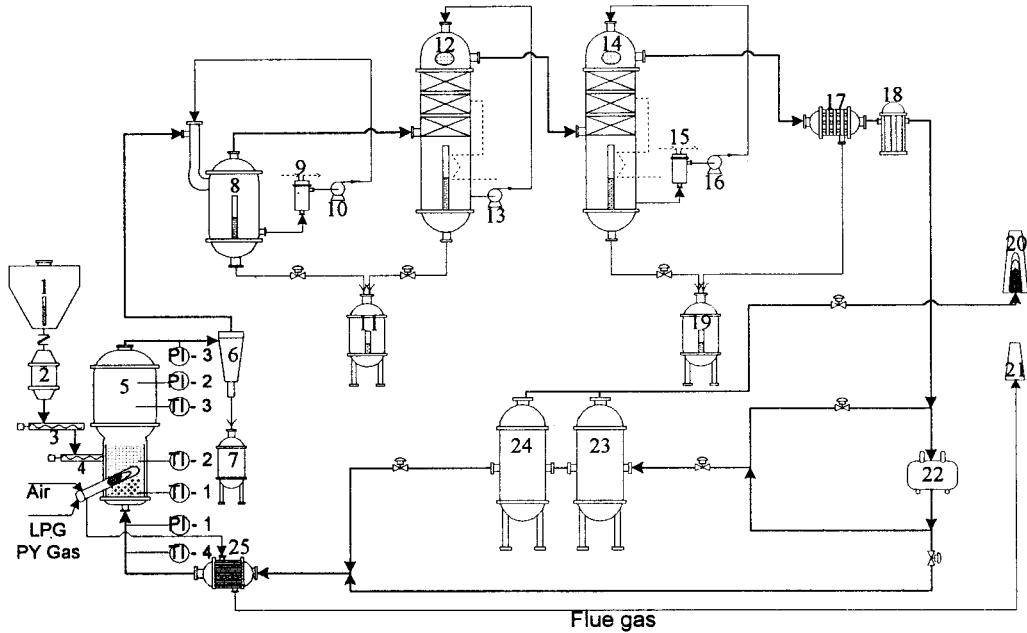 12
14
17
18
9
15
8
10
13
16
20
1
11
19
6
PI - 3
21
2
5
PI - 2
TI - 3
3
24
23
4
TI - 2
7
22
Air
TI - 1
LPG
PI - 1
PY Gas
TI - 4
25
Flue gas